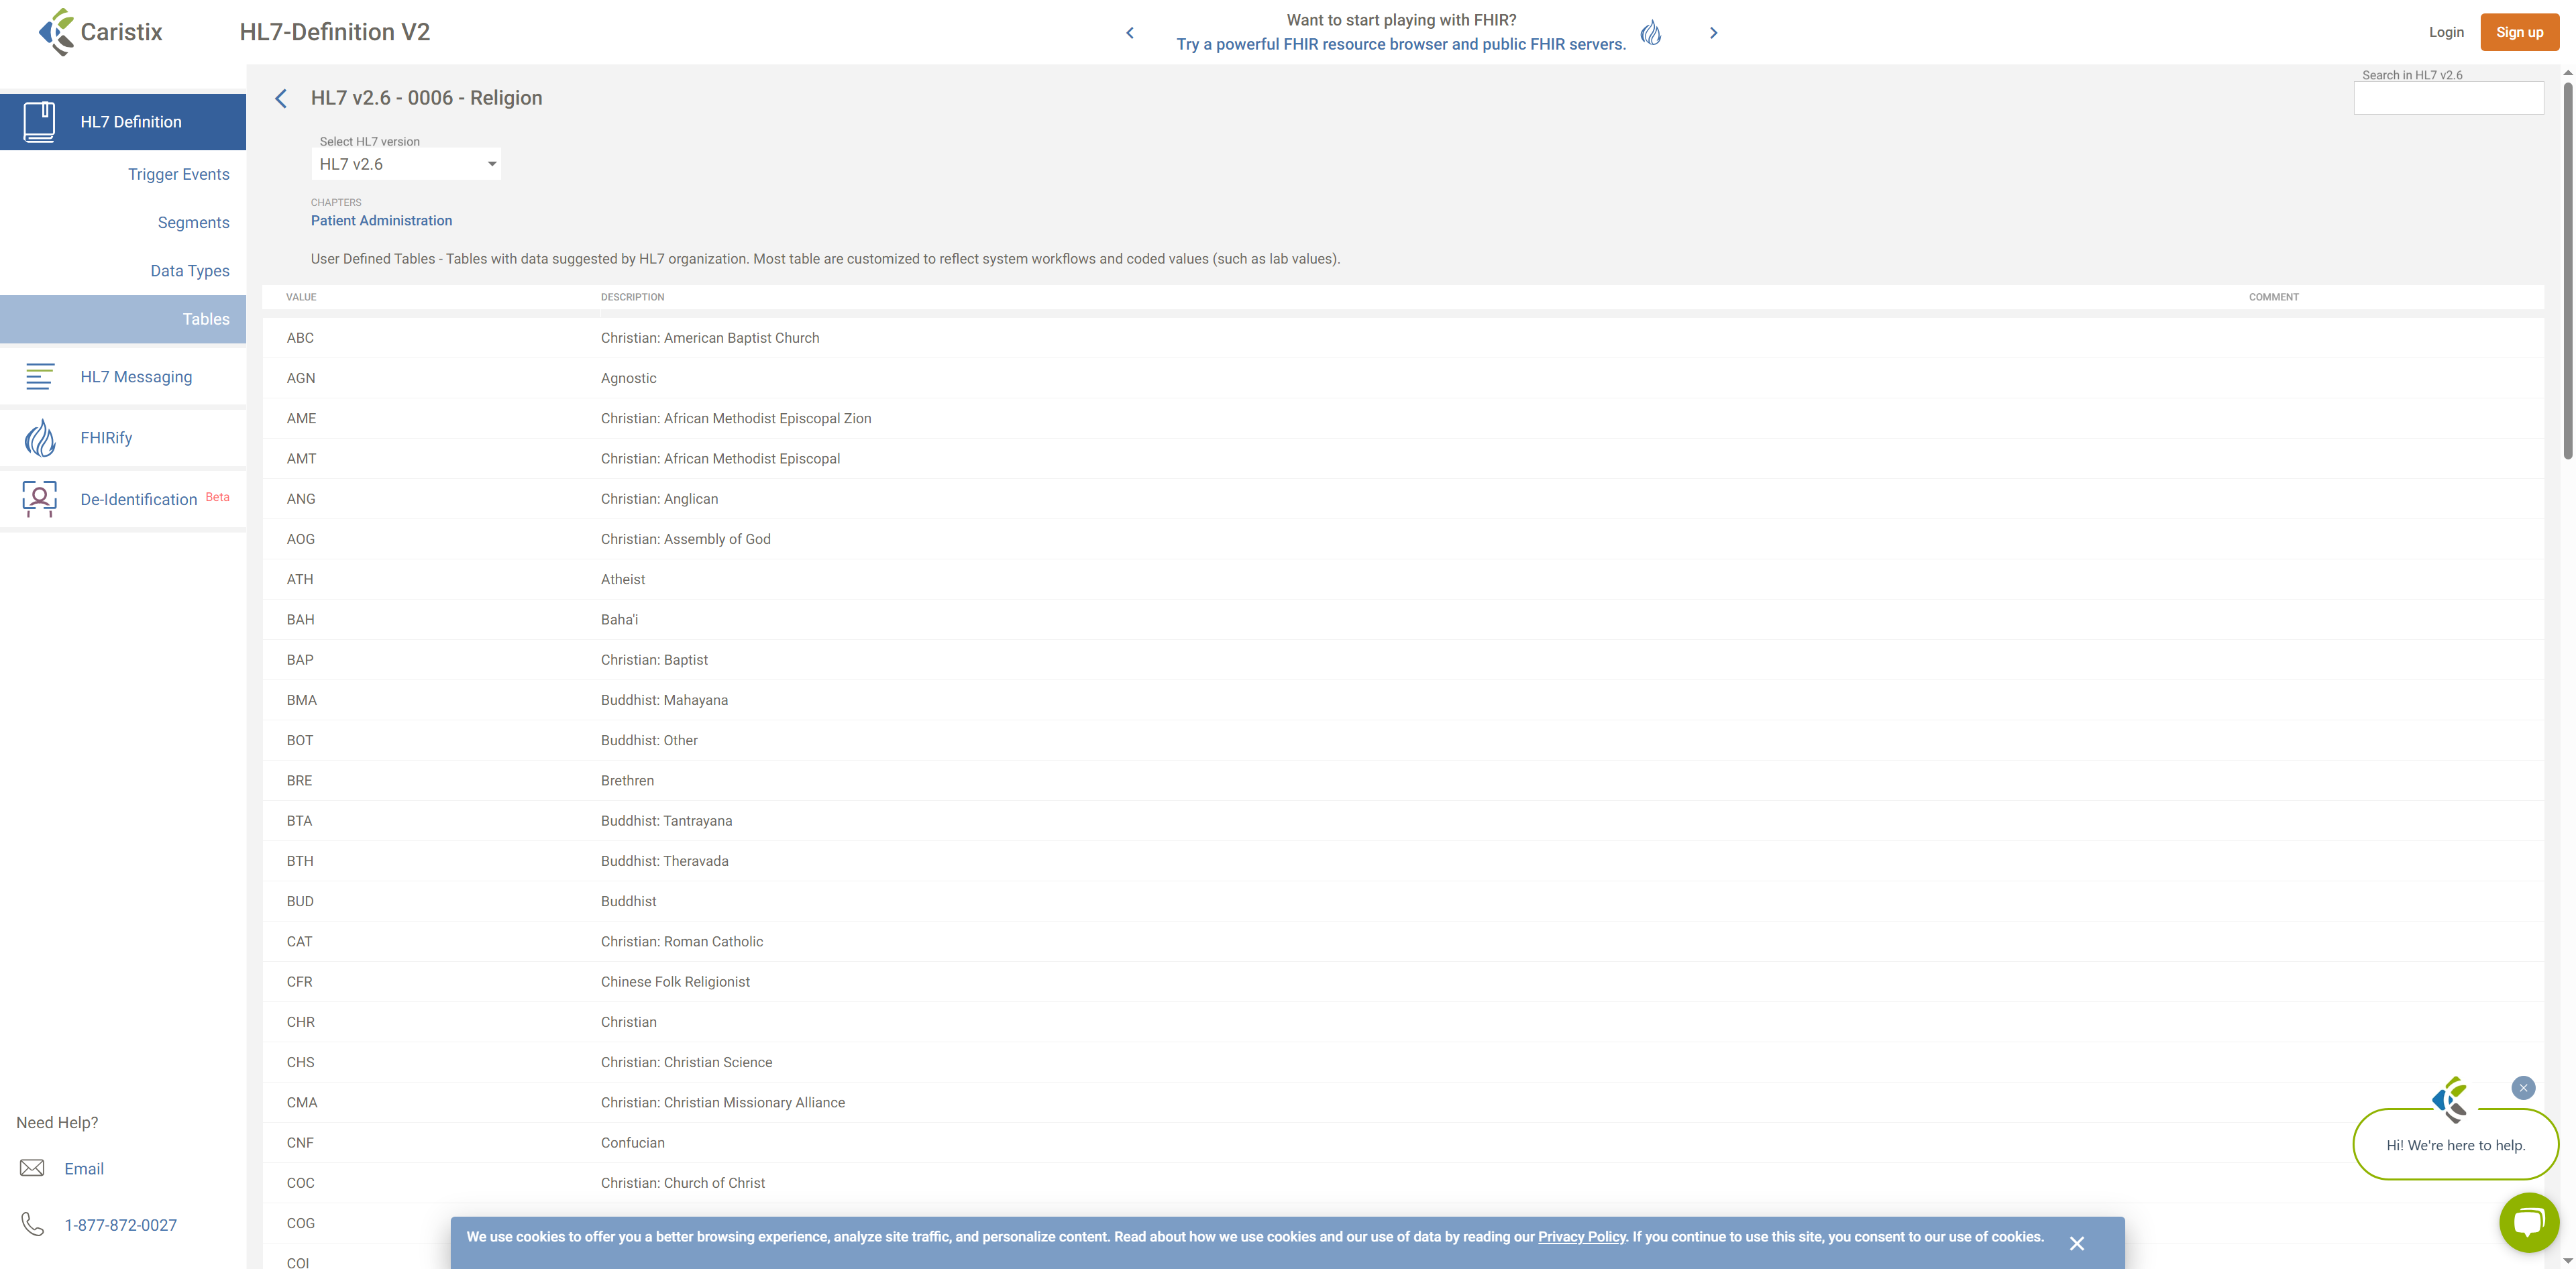 Caristix
HL7-Definition V2
Want to start playing with FHIR?
Try a powerful FHIR resource browser and public FHIR servers.
Login
Sign up
HL7 Definition
Trigger Events
Segments
Data Types
Tables
HL7 Messaging
FHIRify
De-Identification Beta
Need Help?
Email
1-877-872-0027
HL7 v2.6 - 0006 - Religion
Search in HL7 v2.6
Select HL7 version
HL7 v2.6
CHAPTERS
Patient Administration
User Defined Tables - Tables with data suggested by HL7 organization. Most table are customized to reflect system workflows and coded values (such as lab values).
VALUE DESCRIPTION COMMENT
ABC Christian: American Baptist Church
AGN Agnostic
AME Christian: African Methodist Episcopal Zion
AMT Christian: African Methodist Episcopal
ANG Christian: Anglican
AOG Christian: Assembly of God
ATH Atheist
BAH Baha'i
BAP Christian: Baptist
BMA Buddhist: Mahayana
BOT Buddhist: Other
BRE Brethren
BTA Buddhist: Tantrayana
BTH Buddhist: Theravada
BUD Buddhist
CAT Christian: Roman Catholic
CFR Chinese Folk Religionist
CHR Christian
CHS Christian: Christian Science
CMA Christian: Christian Missionary Alliance
CNF Confucian
COC Christian: Church of Christ
COG
COI
Hi! We're here to help.
We use cookies to offer you a better browsing experience, analyze site traffic, and personalize content. Read about how we use cookies and our use of data by reading our Privacy Policy. If you continue to use this site, you consent to our use of cookies.